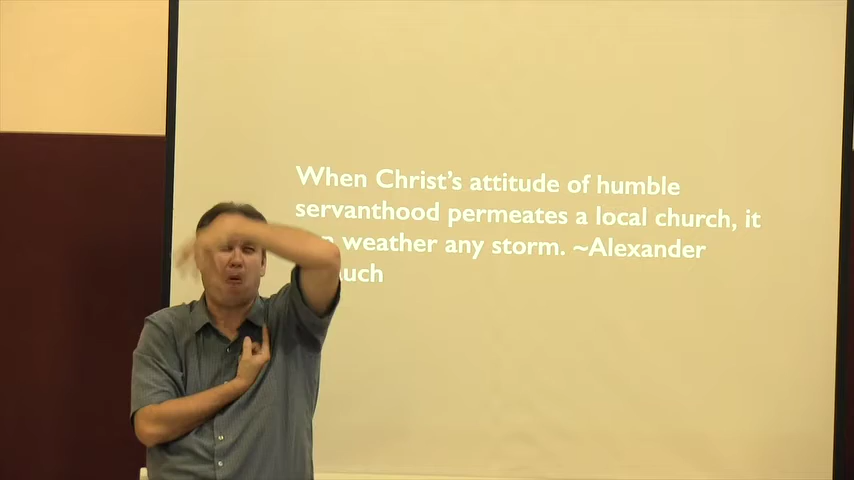 When Christ's attitude of humble
servanthood permeates a local church, it
weather any storm. ~Alexander